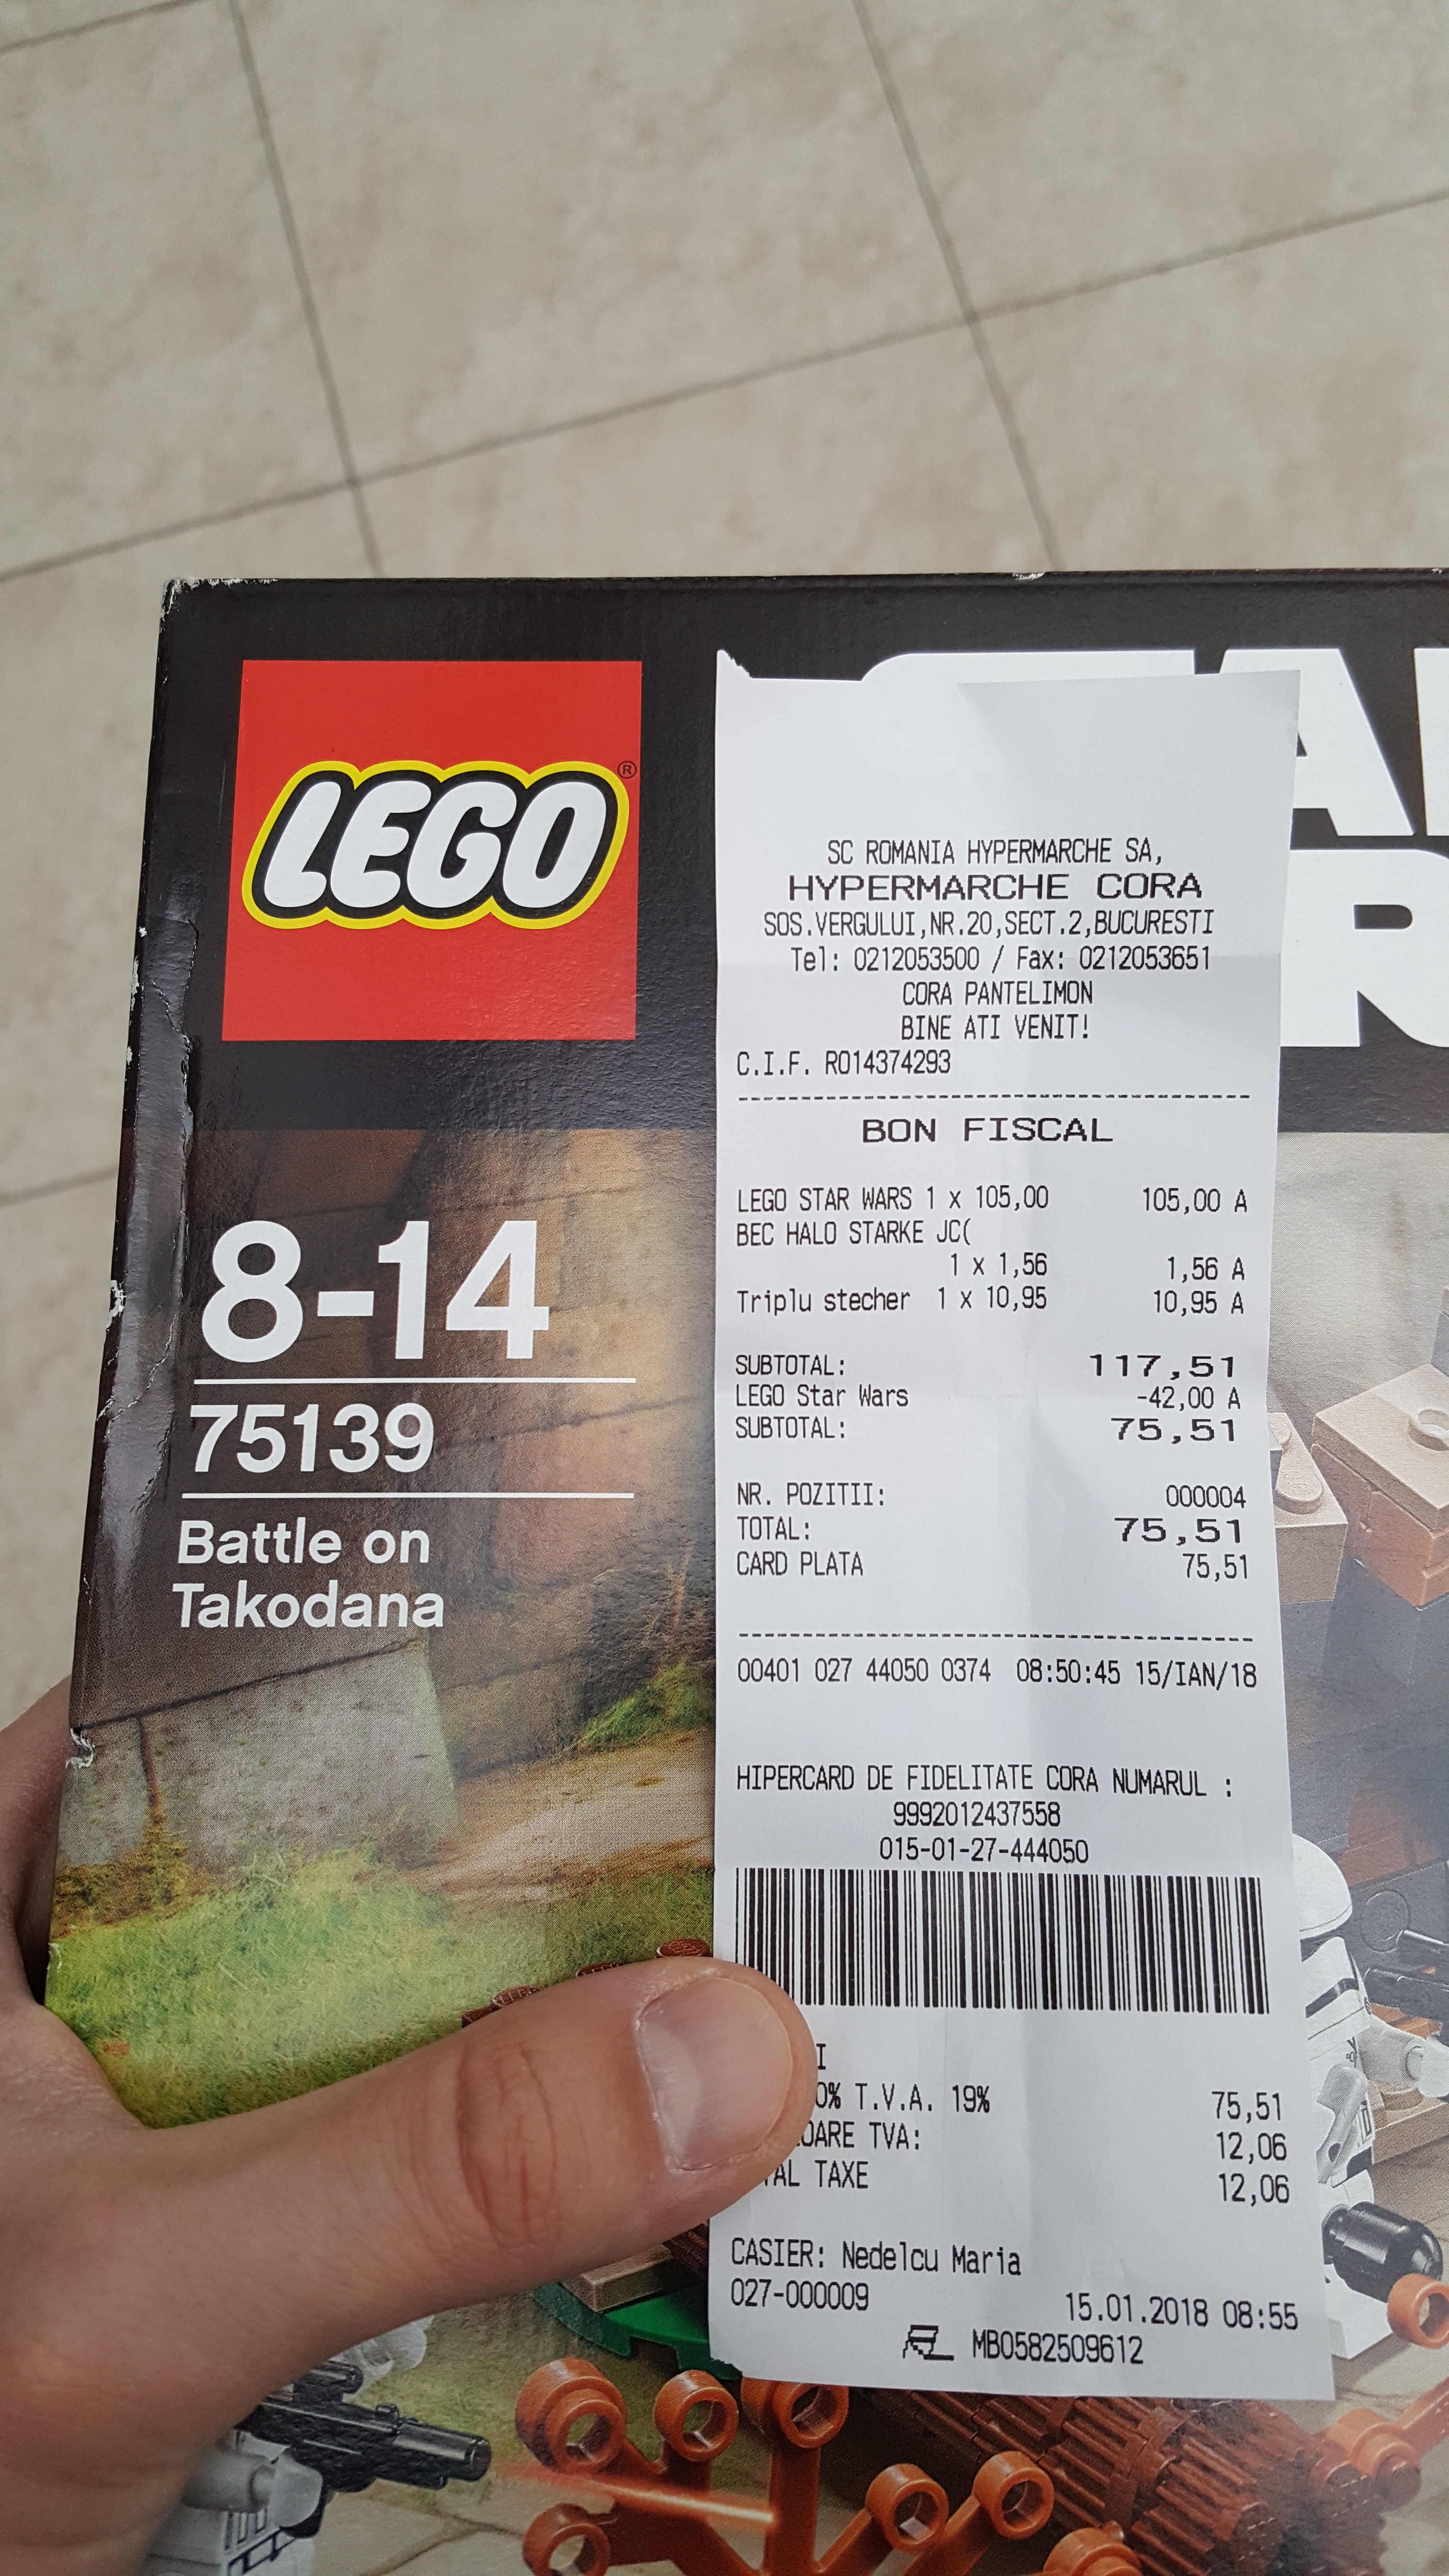 LEGO®
8-14
75139
Battle on
Takodana
SC ROMANIA HYPERMARCHE SA,
HYPERMARCHE CORA
SOS.VERGULUI,NR.20,SECT.2,BUCURESTI
Tel: 0212053500 / Fax: 0212053651
CORA PANTELIMON
BINE ATI VENIT!
C.I.F. RO14374293
BON FISCAL
LEGO STAR WARS 1 x 105,00 105,00 A
BEC HALO STARKE JC(
1 x 1,56 1,56 A
Triplu stecher 1 x 10,95 10,95 A
SUBTOTAL: 117,51
LEGO Star Wars -42,00 A
SUBTOTAL: 75,51
NR. POZITII: 000004
TOTAL: 75,51
CARD PLATA 75,51
00401 027 44050 0374 08:50:45 15/IAN/18
HIPERCARD DE FIDELITATE CORA NUMARUL :
9992012437558
015-01-27-444050
T.V.A. 19% 75,51
TVA: 12,06
TAXE 12,06
CASIER: Nedelcu Maria
027-000009 15.01.2018 08:55
MB0582509612